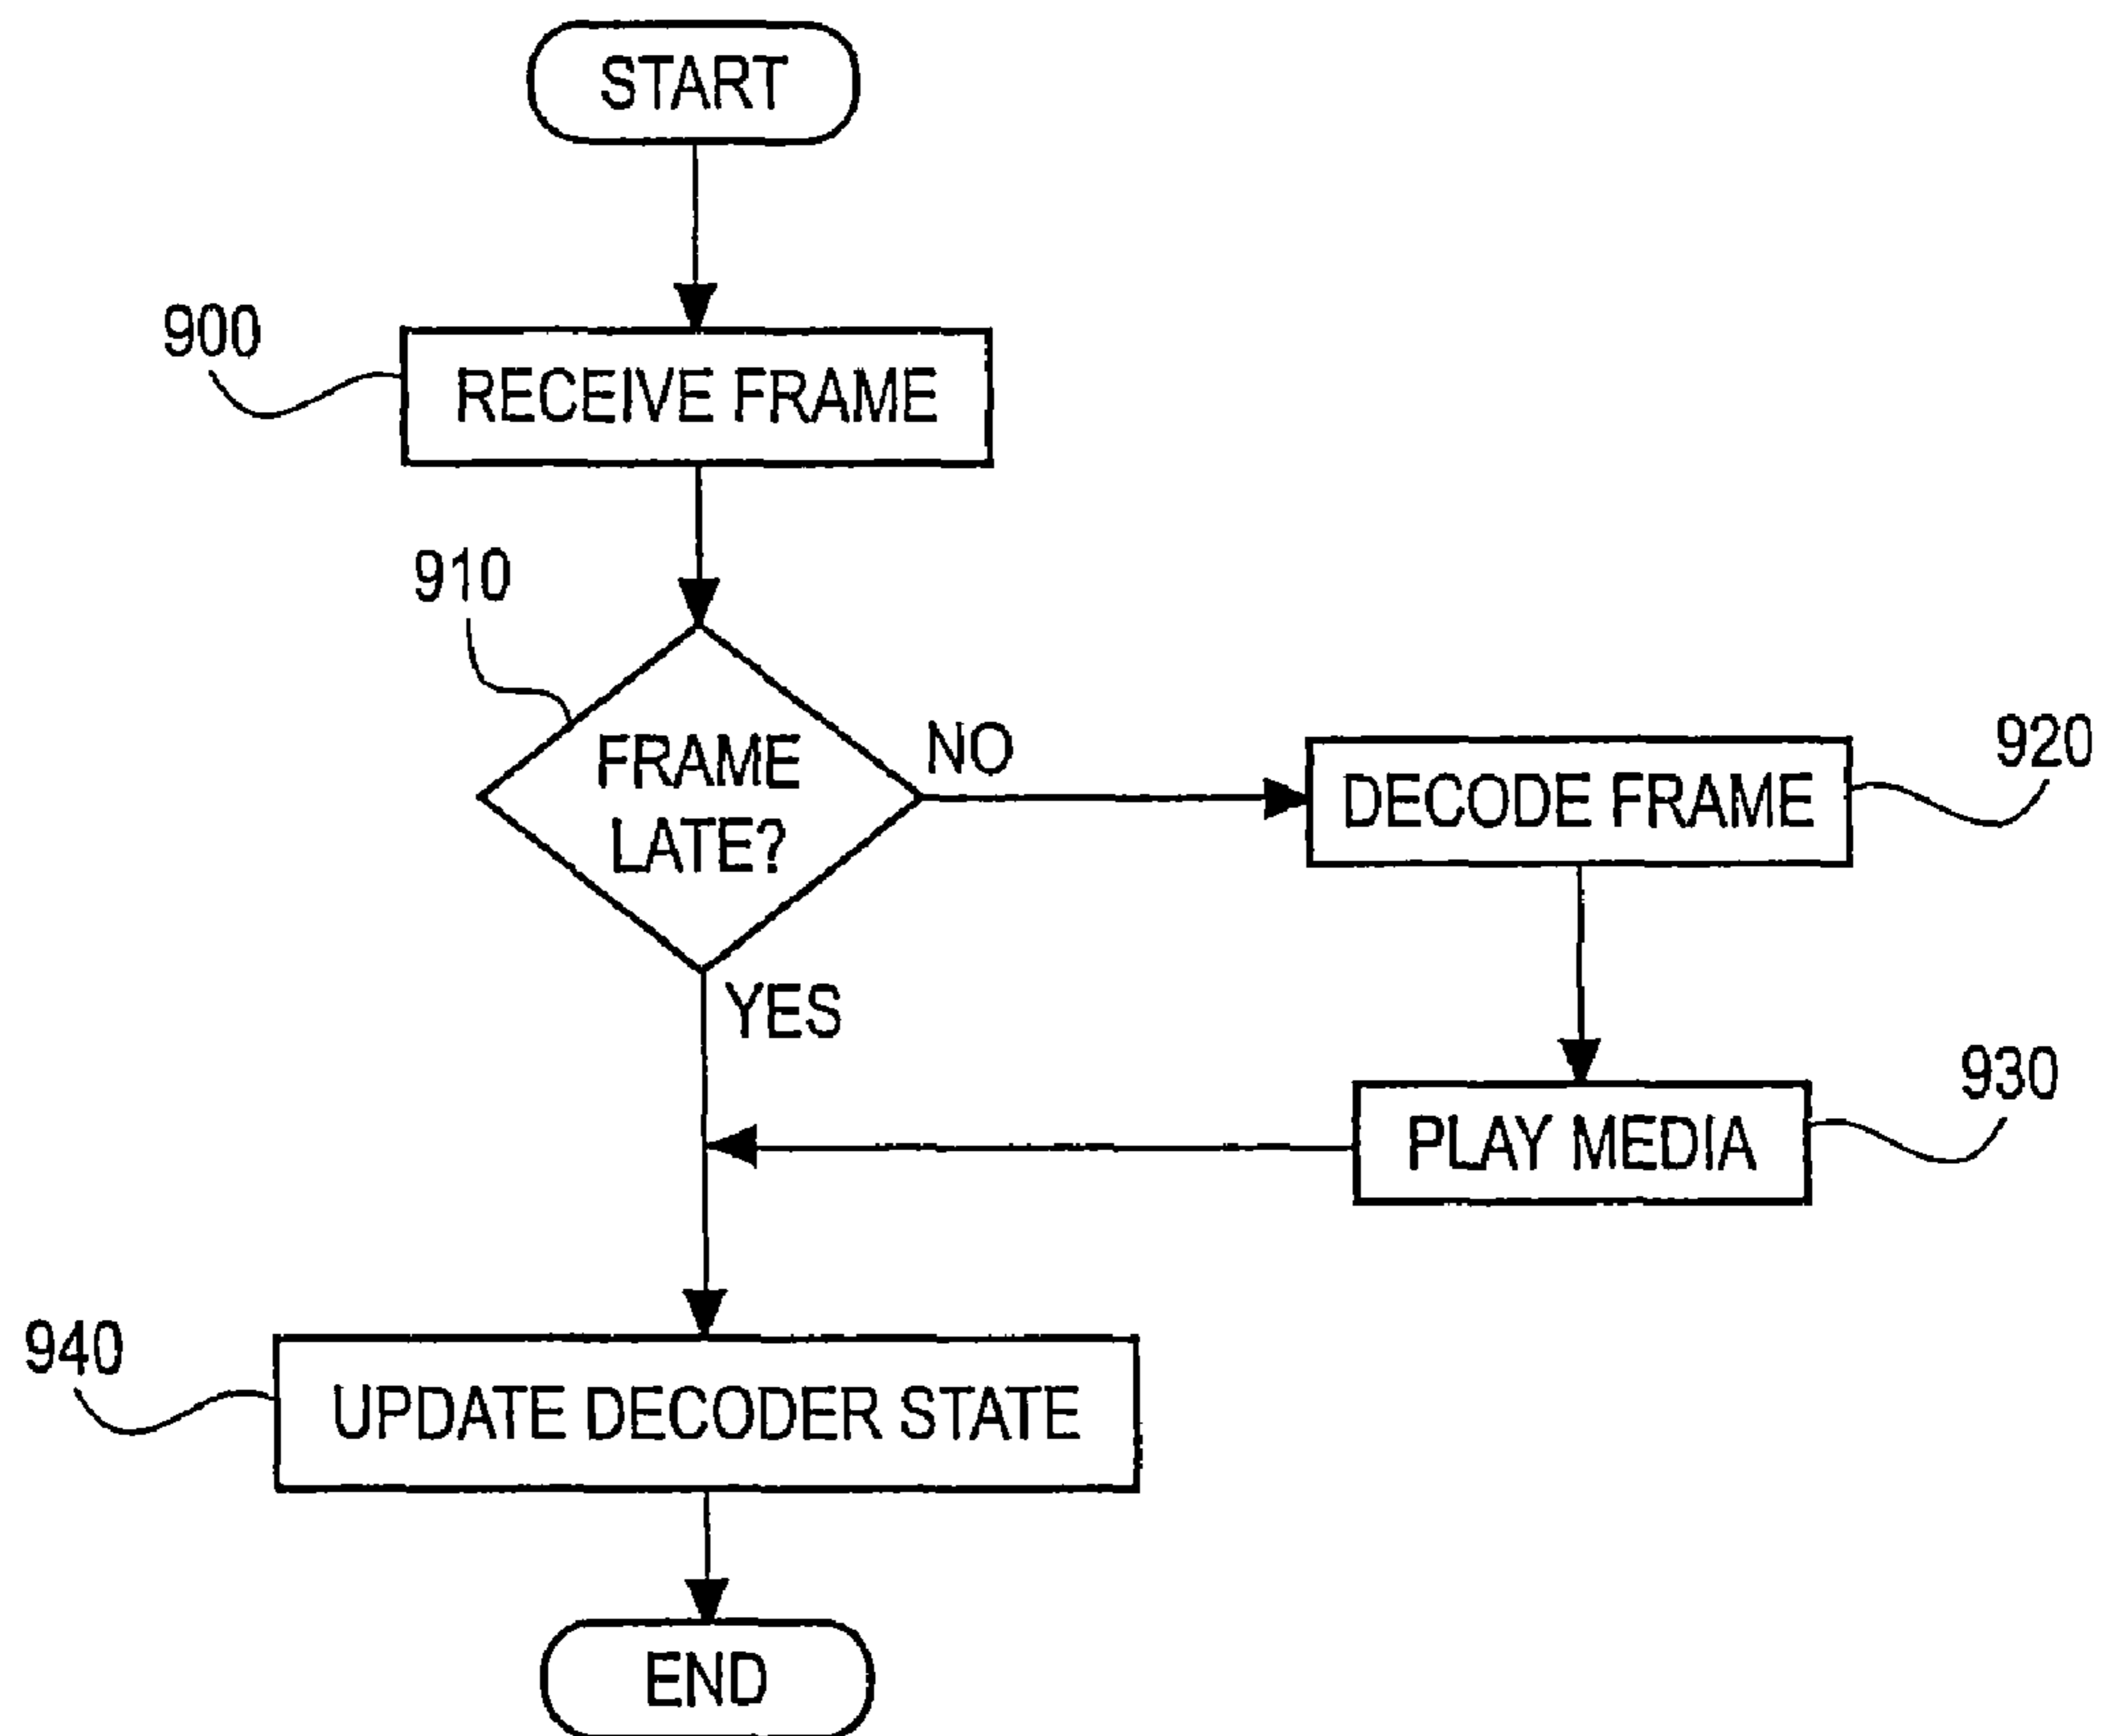 START
900
RECEIVE FRAME
910
FRAME
LATE?
NO
920
DECODE FRAME
YES
930
PLAY MEDIA
940
UPDATE DECODER STATE
END